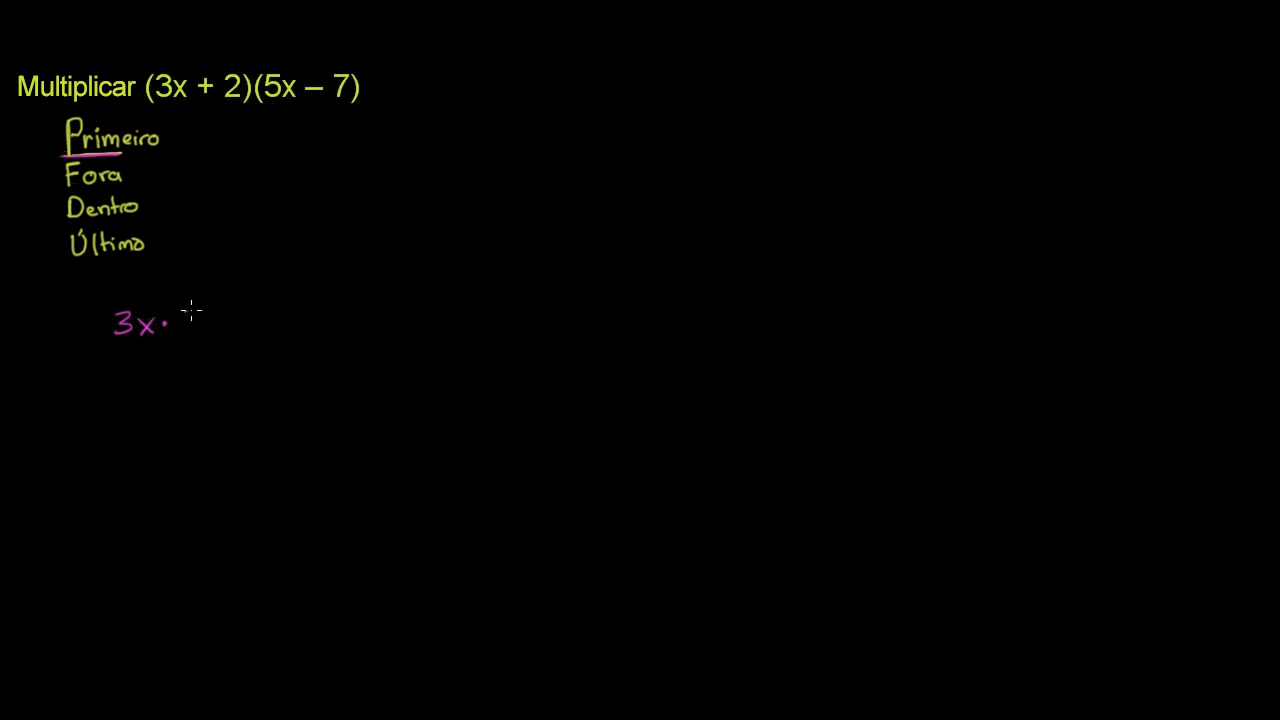 Multiplicar (3x + 2)(5x – 7)
Primeiro
Fora
Dentro
Último
3x·